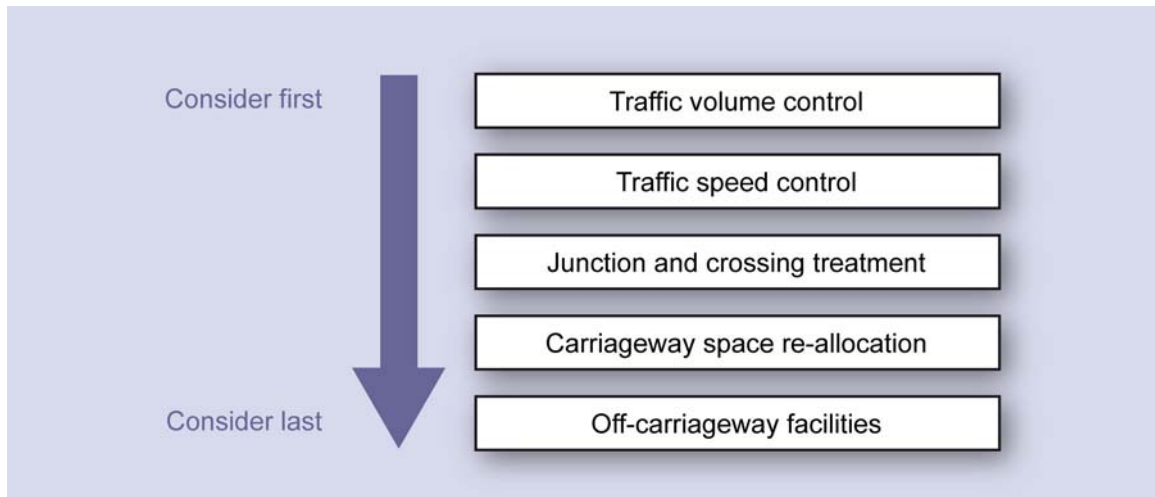 Consider first
Traffic volume control
Traffic speed control
Junction and crossing treatment
Carriageway space re-allocation
Consider last
Off-carriageway facilities